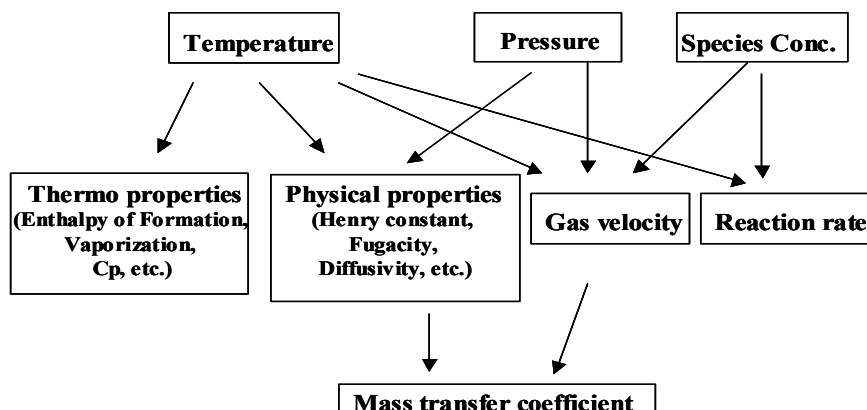 Temperature
Pressure
Species Conc.
Thermo properties
(Enthalpy of Formation,
Vaporization,
Cp, etc.)
Physical properties
(Henry constant,
Fugacity,
Diffusivity, etc.)
Gas velocity
Reaction rate
Mass transfer coefficient